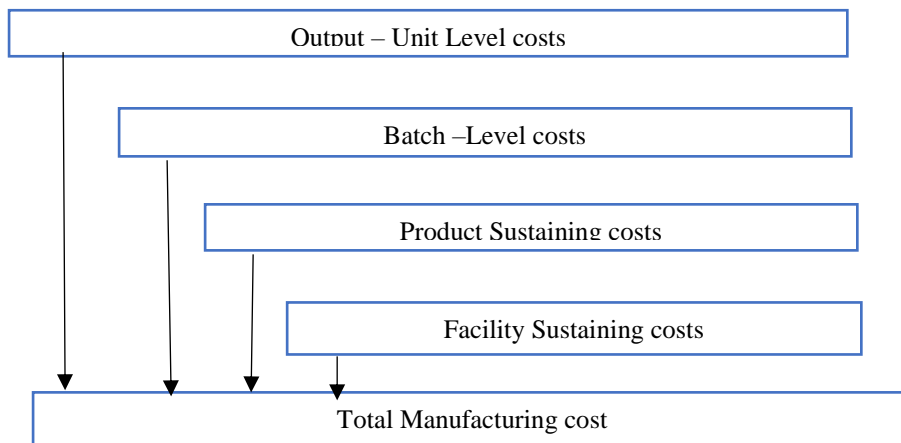 Output – Unit Level costs
Batch –Level costs
Product Sustaining costs
Facility Sustaining costs
Total Manufacturing cost